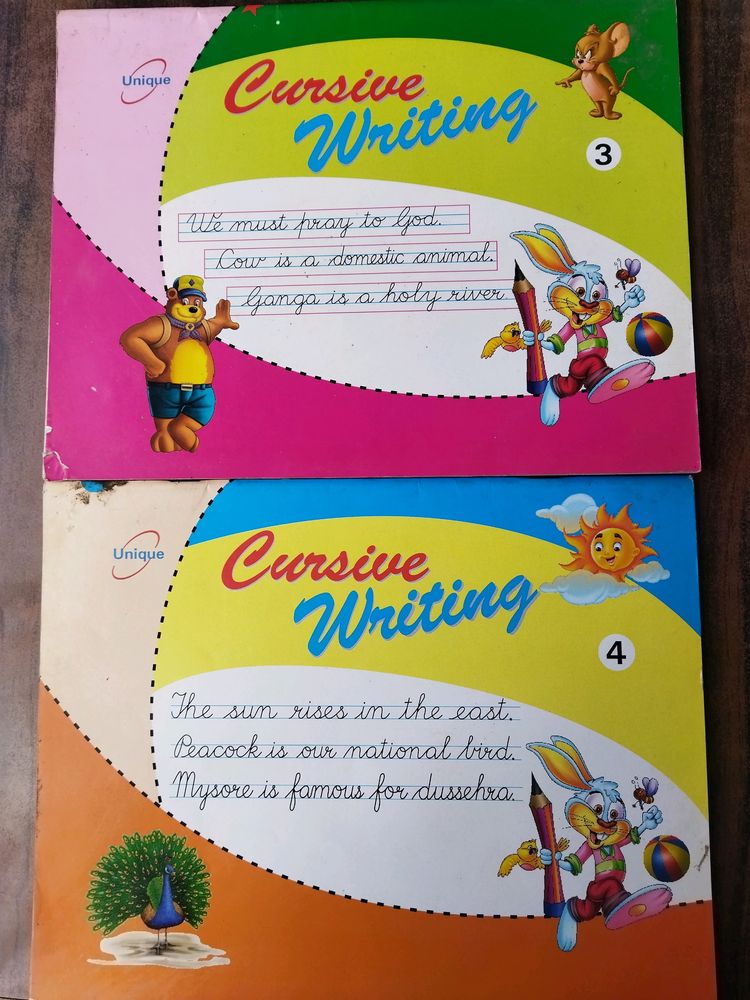 Unique
Cursive
Writing
3
We must pray to God.
Cow is a domestic animal.
Ganga is a holy river.
Unique
Cursive
Writing
4
The sun rises in the east.
Peacock is our national bird.
Mysore is famous for dussehra.